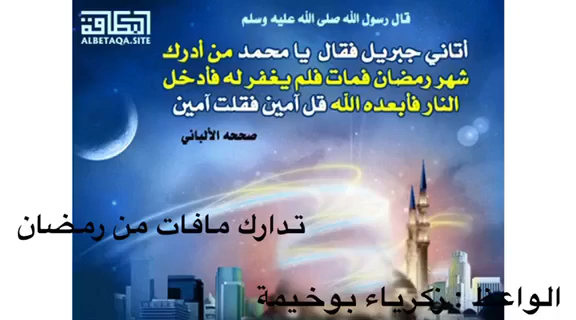 البطاقة
ALBETAQA.SITE
قال رسول الله صلى الله عليه وسلم
أتاني جبريل فقال يا محمد من أدرك
شهر رمضان فمات فلم يغفر له فأدخل
النار فأبعده الله قل آمين فقلت آمين
صححه الألباني
تدارك مافات من رمضان
الواعظ : زكرياء بوخيمة